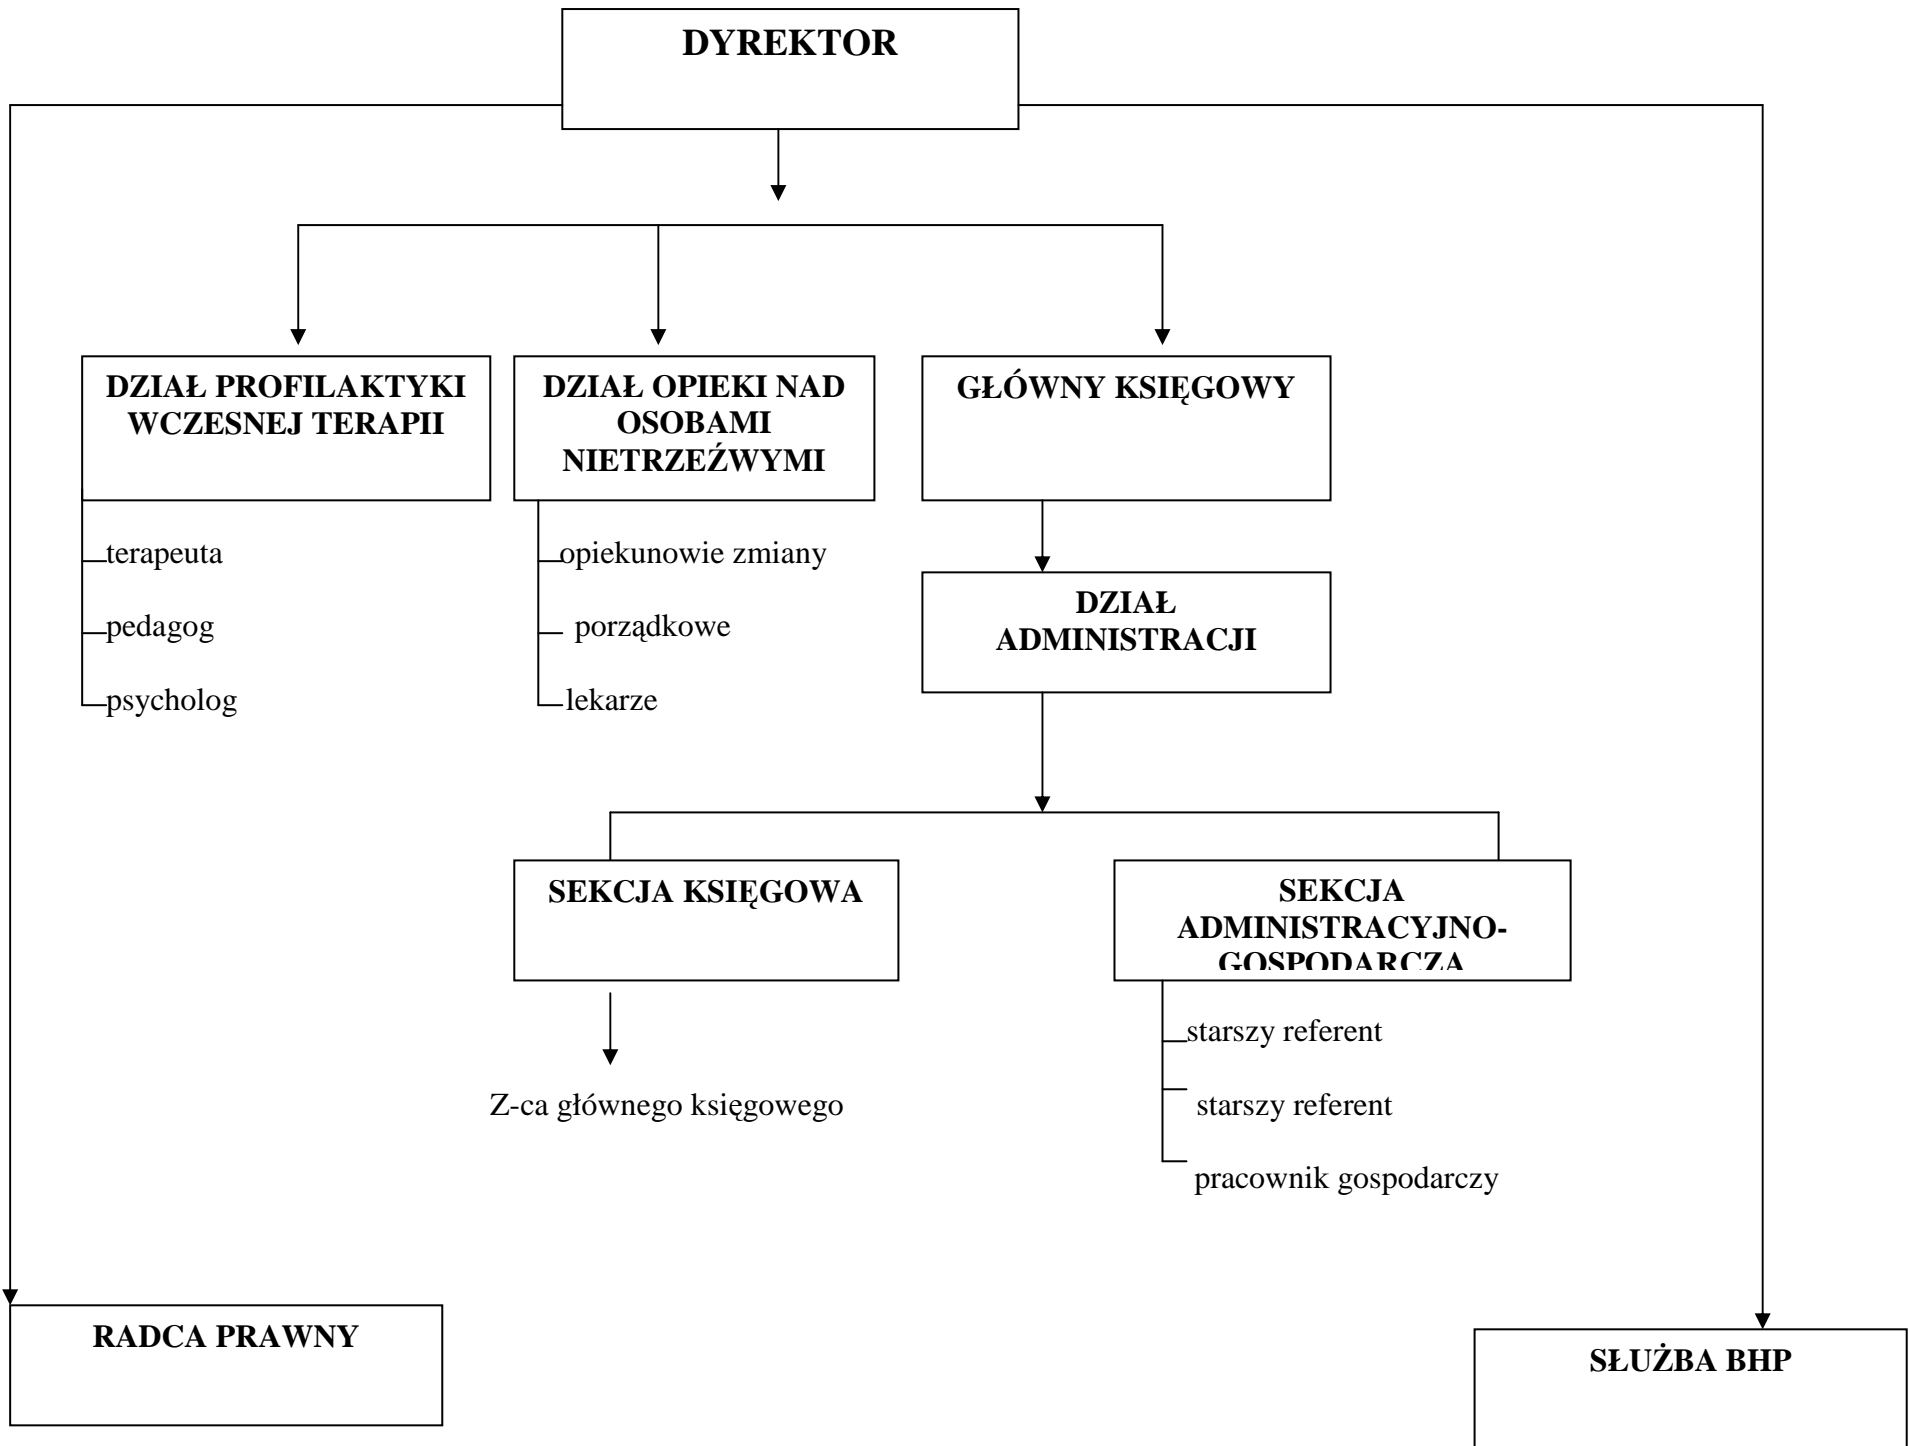 DYREKTOR
DZIAŁ PROFILAKTYKI
WCZESNEJ TERAPII
DZIAŁ OPIEKI NAD
OSOBAMI
NIETRZEŹWYMI
GŁÓWNY KSIĘGOWY
terapeuta
pedagog
psycholog
opiekunowie zmiany
porządkowe
lekarze
DZIAŁ
ADMINISTRACJI
SEKCJA KSIĘGOWA
Z-ca głównego księgowego
SEKCJA
ADMINISTRACYJNO-
GOSPODARCZA
starszy referent
starszy referent
pracownik gospodarczy
RADCA PRAWNY
SŁUŻBA BHP